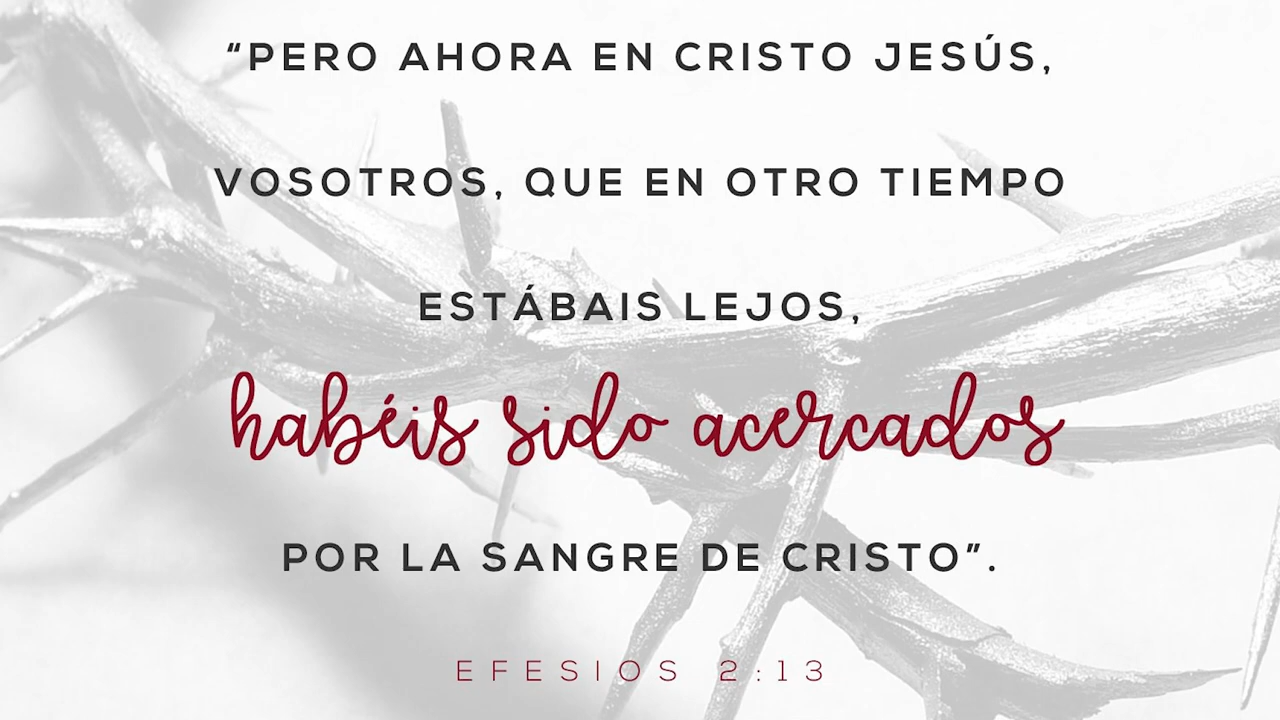 “PERO AHORA EN CRISTO JESÚS,
VOSOTROS, QUE EN OTRO TIEMPO
ESTÁBAIS LEJOS,
habéis sido acercados
POR LA SANGRE DE CRISTO”.
EFESIOS 2:13